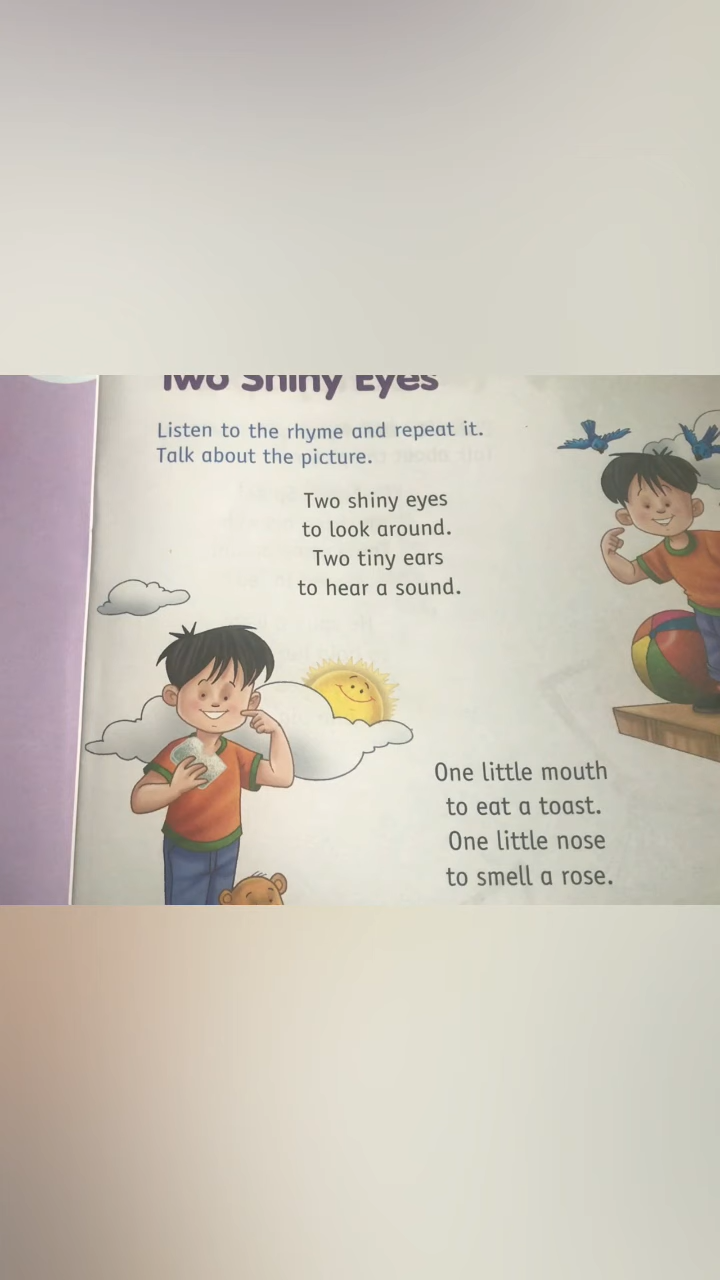 Two Shiny Eyes
Listen to the rhyme and repeat it.
Talk about the picture.
Two shiny eyes
to look around.
Two tiny ears
to hear a sound.
One little mouth
to eat a toast.
One little nose
to smell a rose.